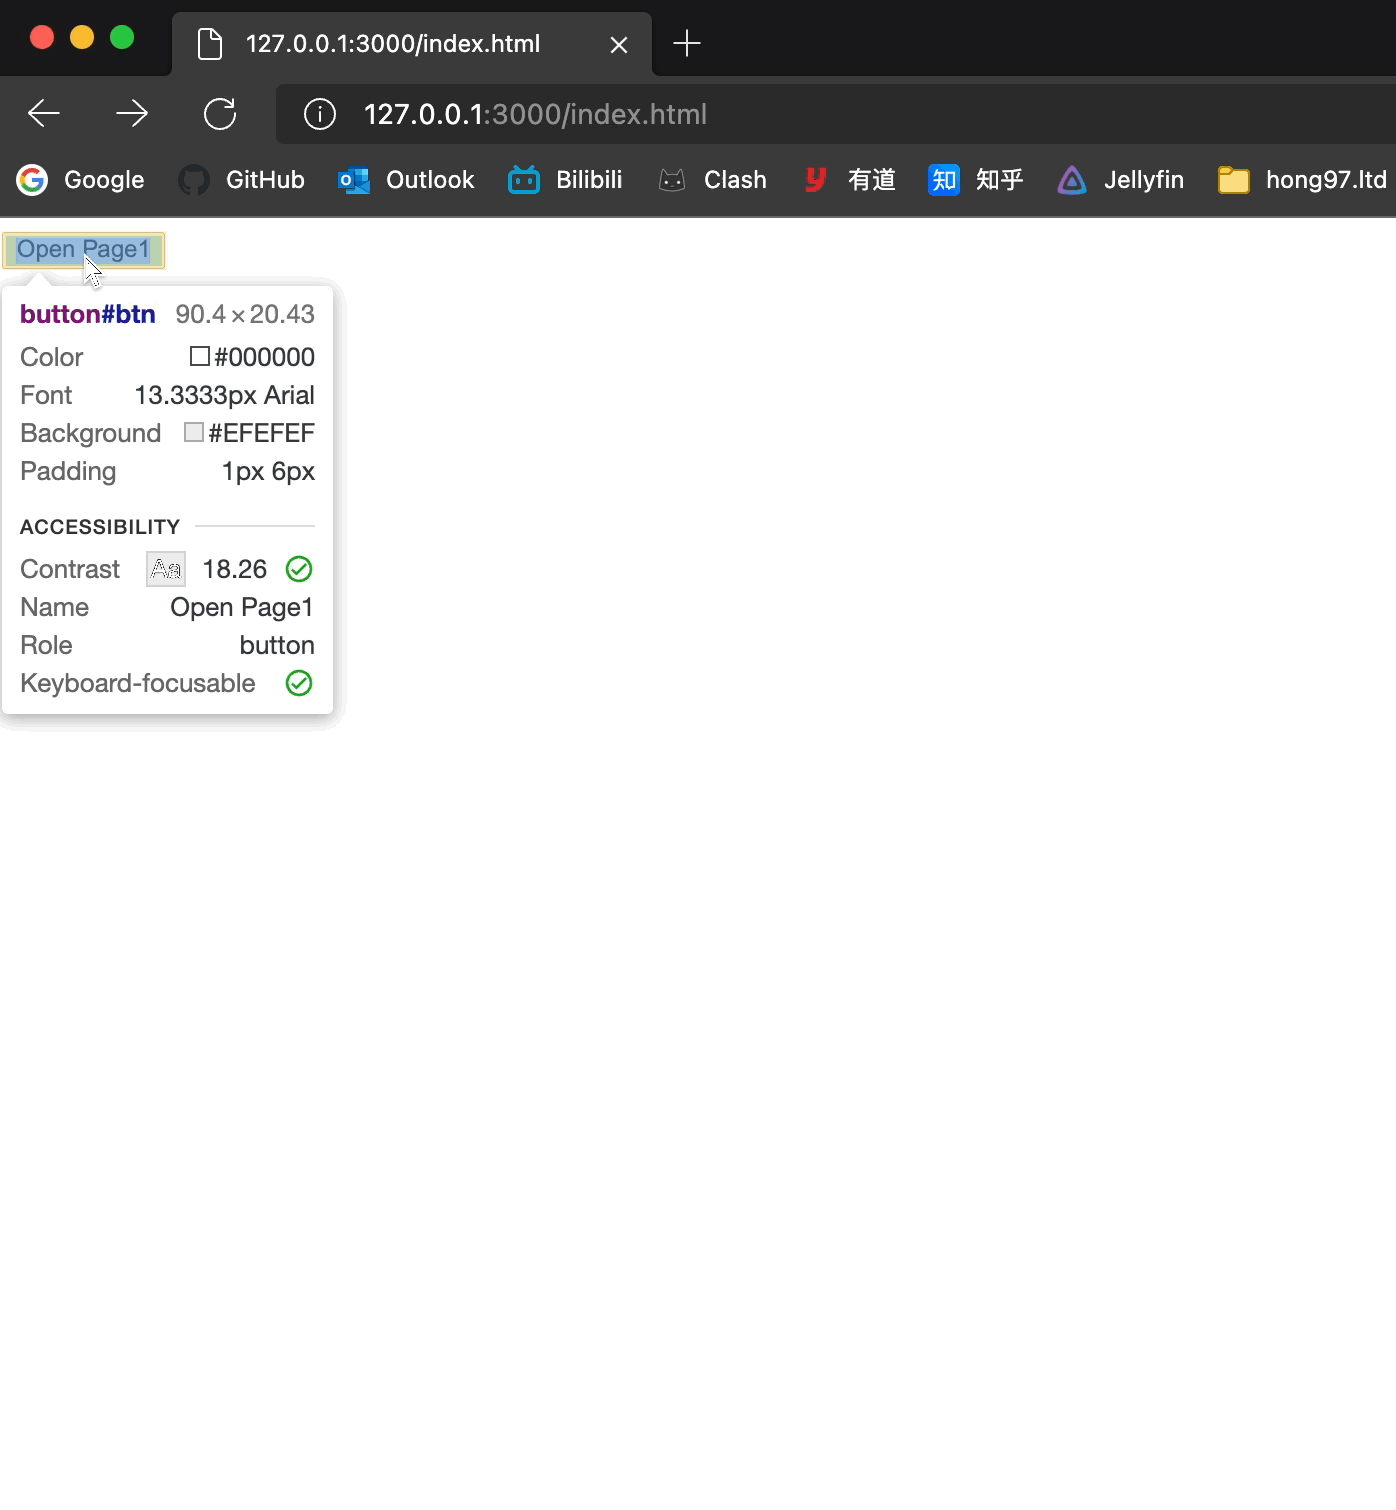 127.0.0.1:3000/index.html
127.0.0.1:3000/index.html
Google GitHub Outlook Bilibili Clash 有道 知 知乎 Jellyfin hong97.ltd
Open Page1
button#btn 90.4×20.43
Color #000000
Font 13.3333px Arial
Background #EFEFEF
Padding 1px 6px
ACCESSIBILITY
Contrast Aa 18.26
Name Open Page1
Role button
Keyboard-focusable